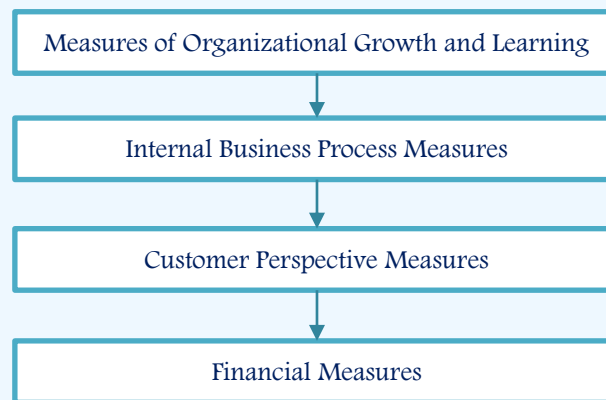 Measures of Organizational Growth and Learning
Internal Business Process Measures
Customer Perspective Measures
Financial Measures